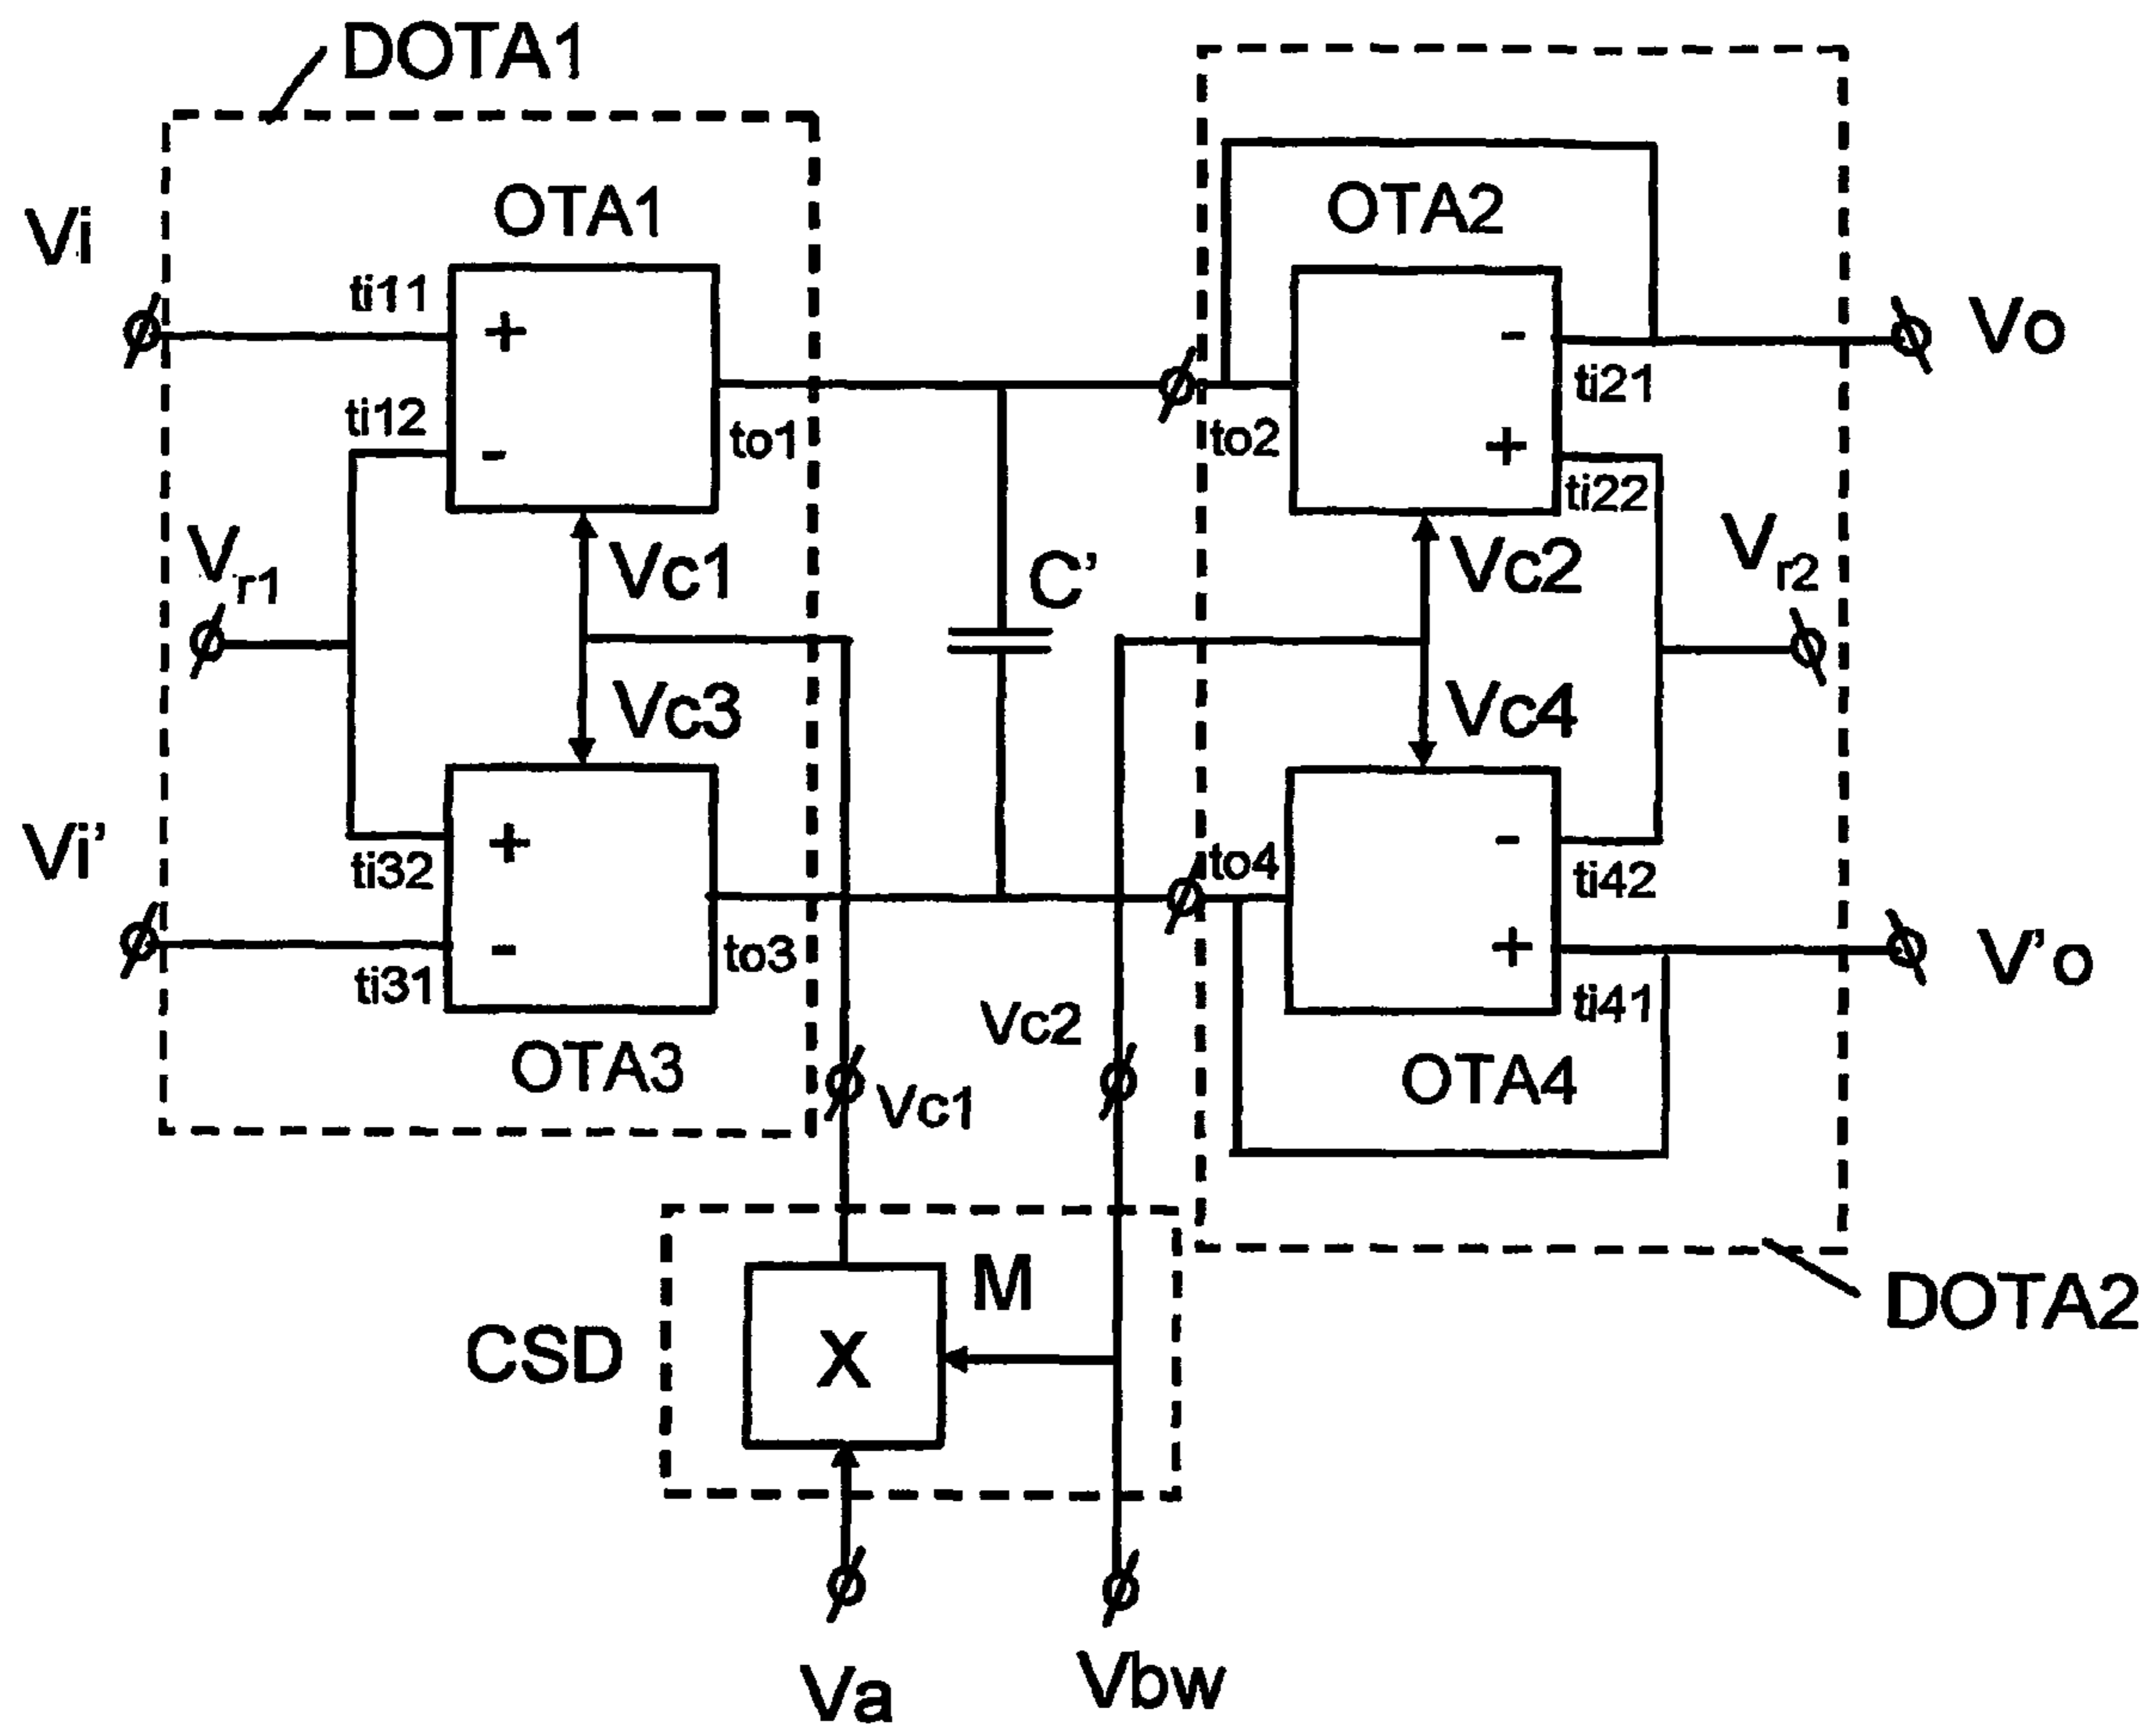 DOTA1
Vi
OTA1
OTA2
ti11
+
-
Vo
ti12
-
to1
to2
ti21
+
ti22
Vr1
Vc1
C'
Vc2
Vr2
Vc3
Vc4
Vi'
+
ti32
to4
-
ti42
-
ti31
to3
+
ti41
V'o
OTA3
Vc1
Vc2
OTA4
CSD
X
M
DOTA2
Va
Vbw